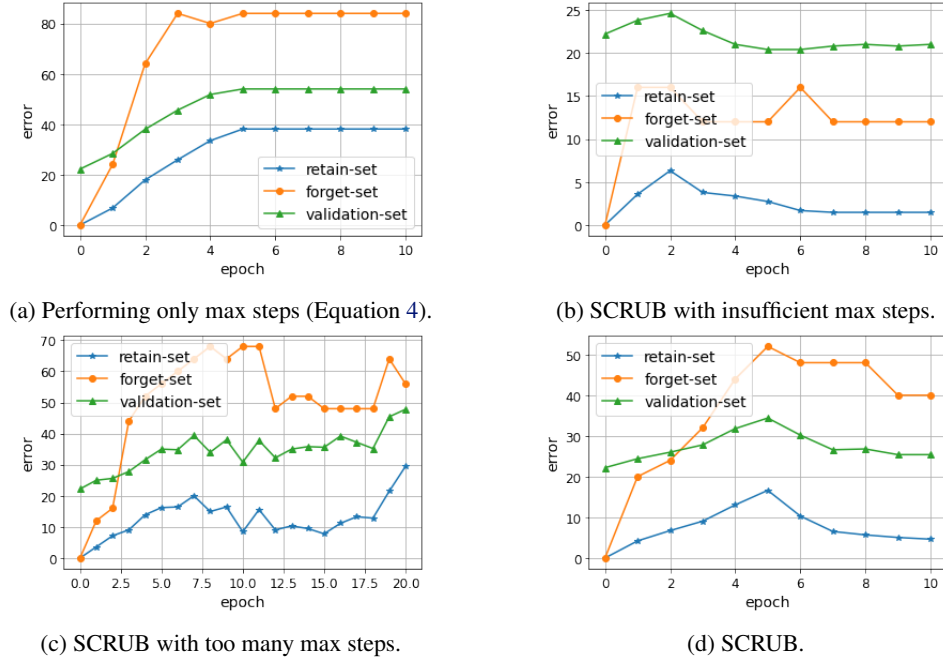 80
60
40
20
0
error
retain-set
forget-set
validation-set
0 2 4 6 8 10
epoch
(a) Performing only max steps (Equation 4).
25
20
15
10
5
0
error
retain-set
forget-set
validation-set
0 2 4 6 8 10
epoch
(b) SCRUB with insufficient max steps.
70
60
50
40
30
20
10
0
error
retain-set
forget-set
validation-set
0.0 2.5 5.0 7.5 10.0 12.5 15.0 17.5 20.0
epoch
(c) SCRUB with too many max steps.
50
40
30
20
10
0
error
retain-set
forget-set
validation-set
0 2 4 6 8 10
epoch
(d) SCRUB.